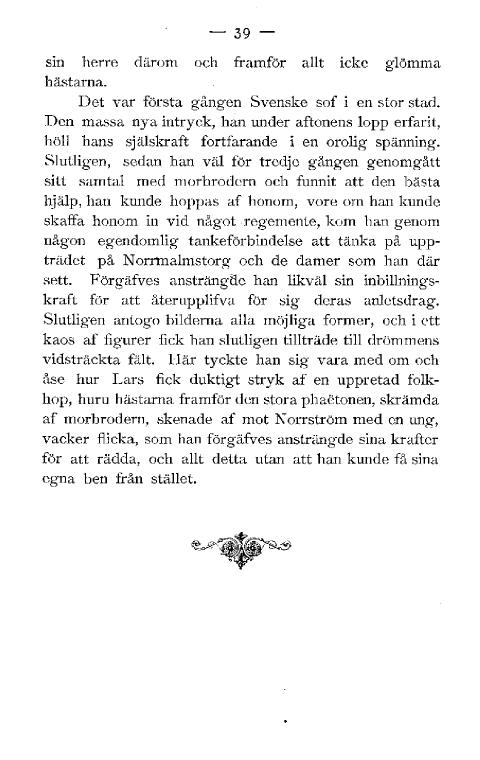 — 39 —
sin herre därom och framför allt icke glömma
hästarna.
Det var första gången Svenske sof i en stor stad.
Den massa nya intryck, han under aftonens lopp erfarit,
höll hans själskraft fortfarande i en orolig spänning.
Slutligen, sedan han väl för tredje gången genomgått
sitt samtal med morbrodern och funnit att den bästa
hjälp, han kunde hoppas af honom, vore om han kunde
skaffa honom in vid något regemente, kom han genom
någon egendomlig tankeförbindelse att tänka på upp-
trädet på Norrmalmstorg och de damer som han där
sett. Förgäfves ansträngde han likväl sin inbillnings-
kraft för att återupplifva för sig deras anletsdrag.
Slutligen antogo bilderna alla möjliga former, och i ett
kaos af figurer fick han slutligen tillträde till drömmens
vidsträckta fält. Här tyckte han sig vara med om och
åse hur Lars fick duktigt stryk af en uppretad folk-
hop, huru hästarna framför den stora phaëtonen, skrämda
af morbrodern, skenade af mot Norrström med en ung,
vacker flicka, som han förgäfves ansträngde sina krafter
för att rädda, och allt detta utan att han kunde få sina
egna ben från stället.